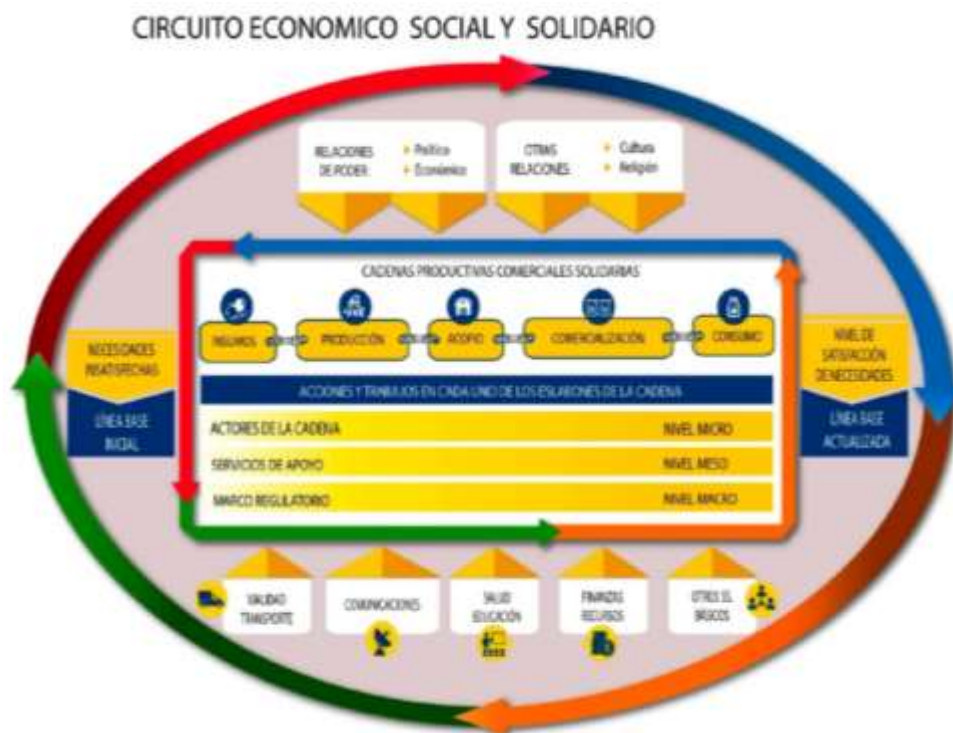 CIRCUITO ECONOMICO SOCIAL Y SOLIDARIO
RELACIONES
DE PODER:
+ Político
+ Económico
OTRAS
RELACIONES:
+ Cultura
+ Religión
CADENAS PRODUCTIVAS COMERCIALES SOLIDARIAS
INSUMOS
PRODUCCIÓN
ACOPIO
COMERCIALIZACIÓN
CONSUMO
NECESIDADES
INSATISFECHAS
LÍNEA BASE
INICIAL
NIVEL DE
SATISFACCIÓN
DE NECESIDADES
LÍNEA BASE
ACTUALIZADA
ACCIONES Y TRABAJOS EN CADA UNO DE LOS ESLABONES DE LA CADENA
ACTORES DE LA CADENA NIVEL MICRO
SERVICIOS DE APOYO NIVEL MESO
MARCO REGULATORIO NIVEL MACRO
VIALIDAD
TRANSPORTE
COMUNICACIONES
SALUD
EDUCACIÓN
FINANZAS
RECURSOS
OTROS
BÁSICOS